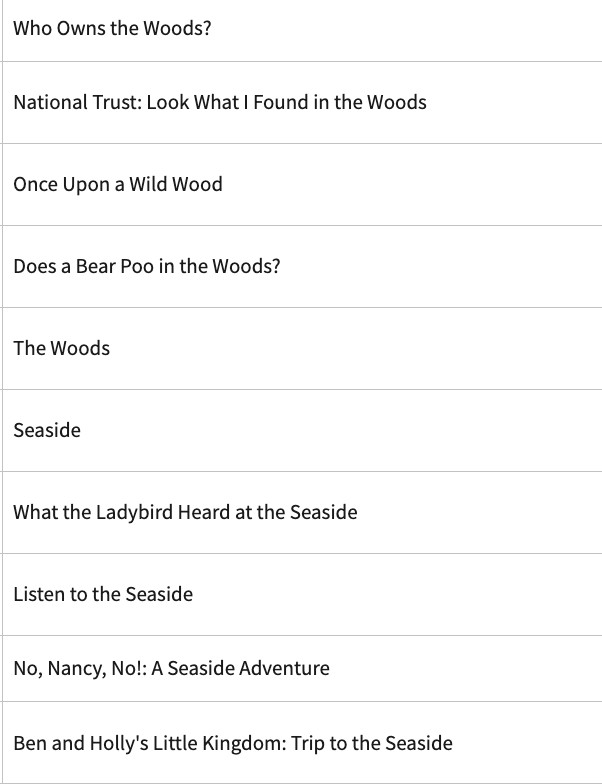 Who Owns the Woods?
National Trust: Look What I Found in the Woods
Once Upon a Wild Wood
Does a Bear Poo in the Woods?
The Woods
Seaside
What the Ladybird Heard at the Seaside
Listen to the Seaside
No, Nancy, No!: A Seaside Adventure
Ben and Holly's Little Kingdom: Trip to the Seaside